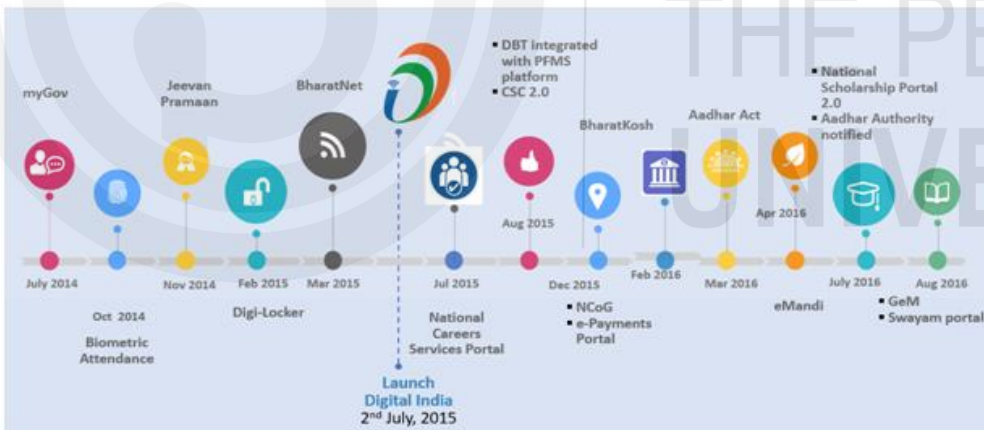 THE PE
UNIVE
myGov
July 2014
Oct 2014
Biometric
Attendance
Jeevan
Pramaan
Nov 2014
Feb 2015
Digi-Locker
BharatNet
Mar 2015
Launch
Digital India
2nd July, 2015
Jul 2015
National
Careers
Services Portal
▪ DBT integrated
with PFMS
platform
▪ CSC 2.0
Aug 2015
Dec 2015
▪ NCoG
▪ e-Payments
Portal
BharatKosh
Feb 2016
Aadhar Act
Mar 2016
Apr 2016
eMandi
▪ National
Scholarship Portal
2.0
▪ Aadhar Authority
notified
July 2016
▪ GeM
▪ Swayam portal
Aug 2016